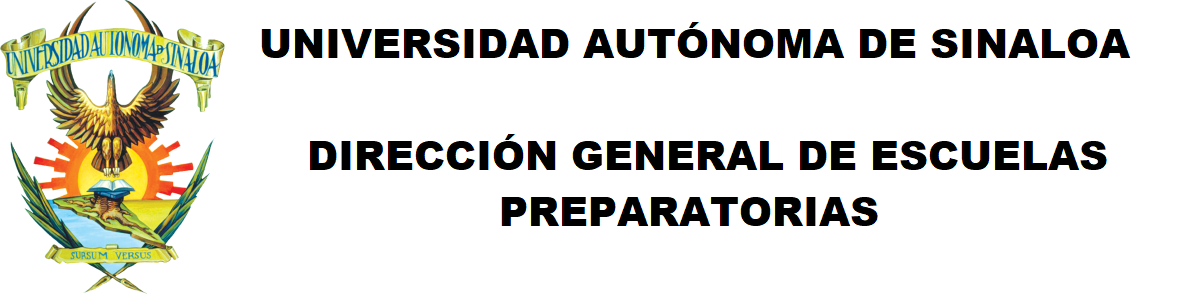 UNIVERSIDAD AUTONOMA DE SINALOA
UNIVERSIDAD AUTÓNOMA DE SINALOA
DIRECCIÓN GENERAL DE ESCUELAS
PREPARATORIAS
SURSUM VERSUS